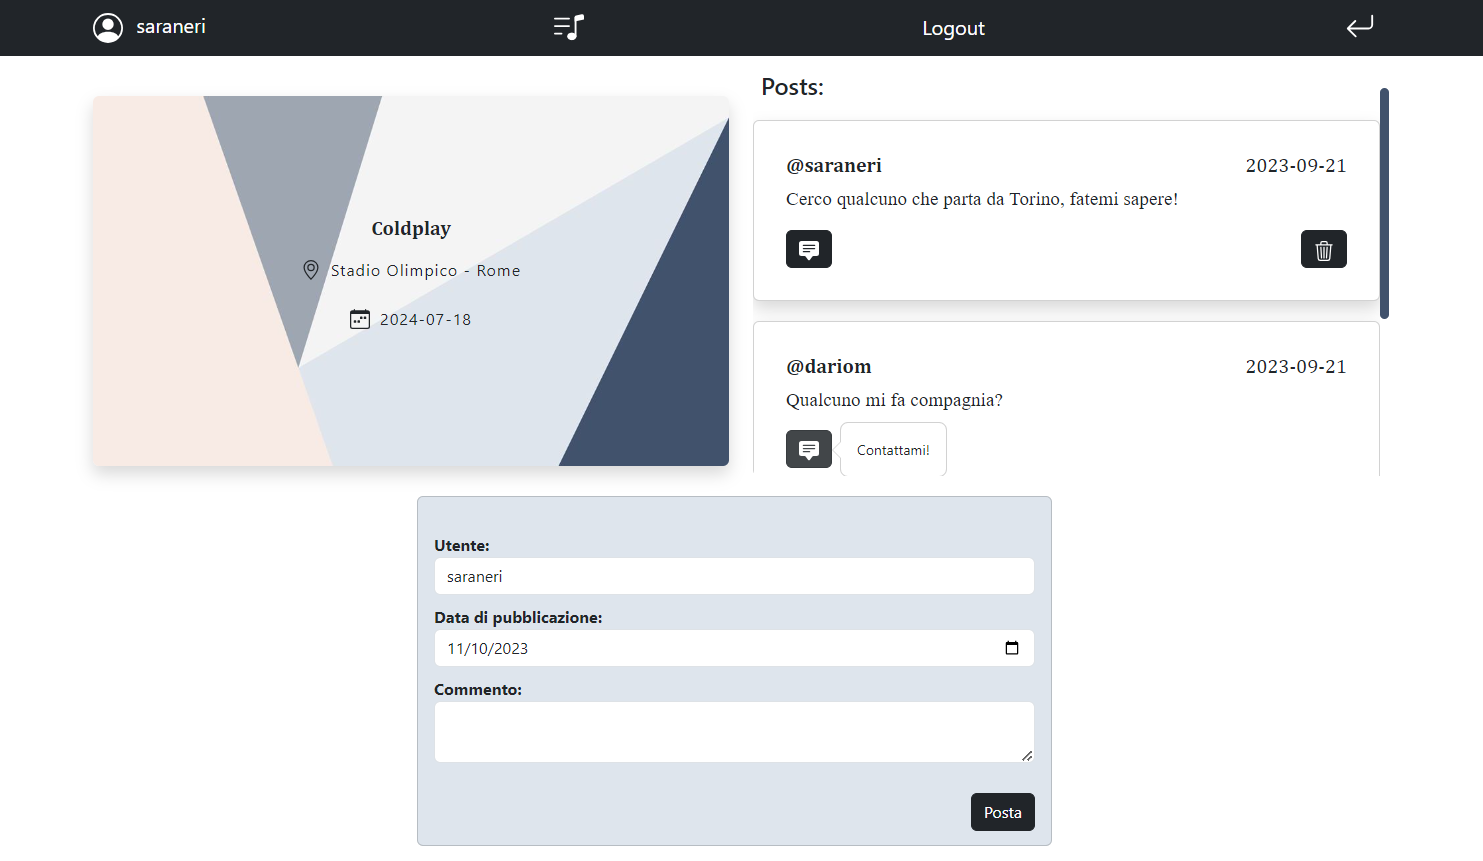 saraneri
Logout
Coldplay
Stadio Olimpico - Rome
2024-07-18
Posts:
@saraneri 2023-09-21
Cerco qualcuno che parta da Torino, fatemi sapere!
@dariom 2023-09-21
Qualcuno mi fa compagnia?
Contattami!
Utente:
saraneri
Data di pubblicazione:
11/10/2023
Commento:
Posta